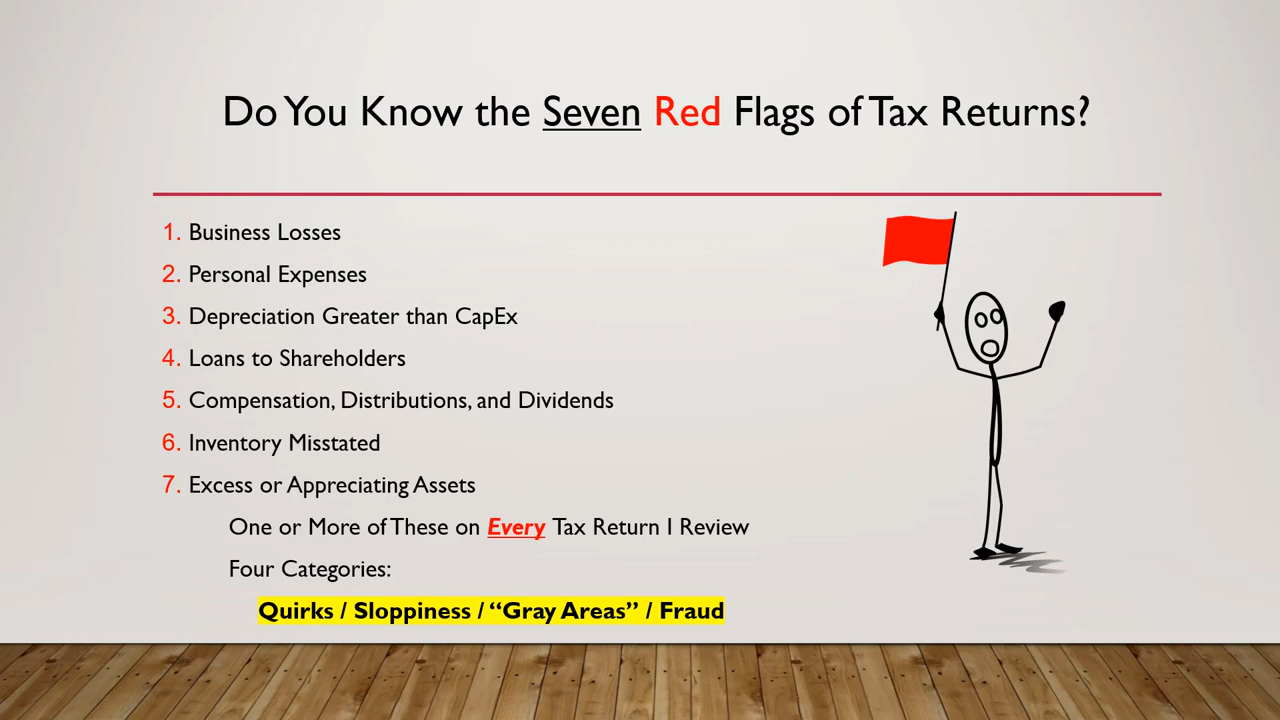 Do You Know the Seven Red Flags of Tax Returns?
1. Business Losses
2. Personal Expenses
3. Depreciation Greater than CapEx
4. Loans to Shareholders
5. Compensation, Distributions, and Dividends
6. Inventory Misstated
7. Excess or Appreciating Assets
One or More of These on Every Tax Return I Review
Four Categories:
Quirks / Sloppiness / “Gray Areas” / Fraud